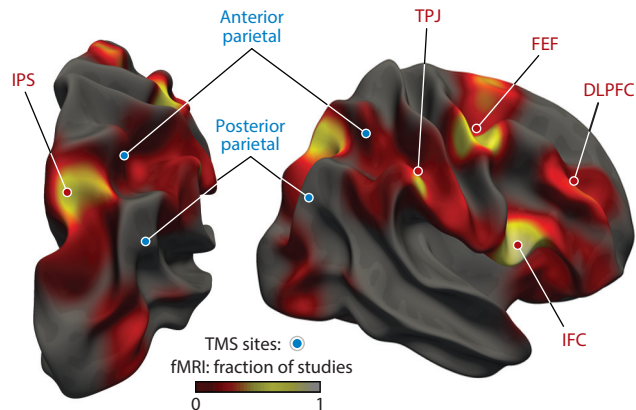 Anterior
parietal
TPJ
FEF
IPS
DLPFC
Posterior
parietal
IFC
TMS sites:
fMRI: fraction of studies
0 1